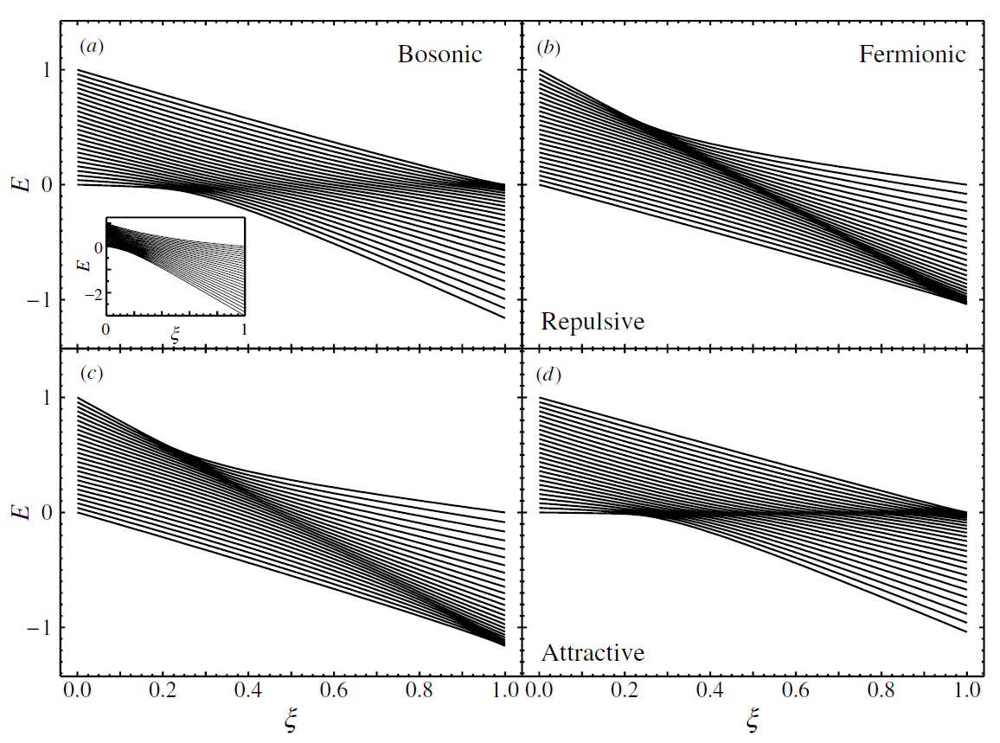 (a) Bosonic
(b) Fermionic
1
0
−1
E
E
0
−2
0 1
ξ
Repulsive
(c)
(d)
1
0
−1
E
Attractive
0.0 0.2 0.4 0.6 0.8 1.0
0.0 0.2 0.4 0.6 0.8 1.0
ξ
ξ